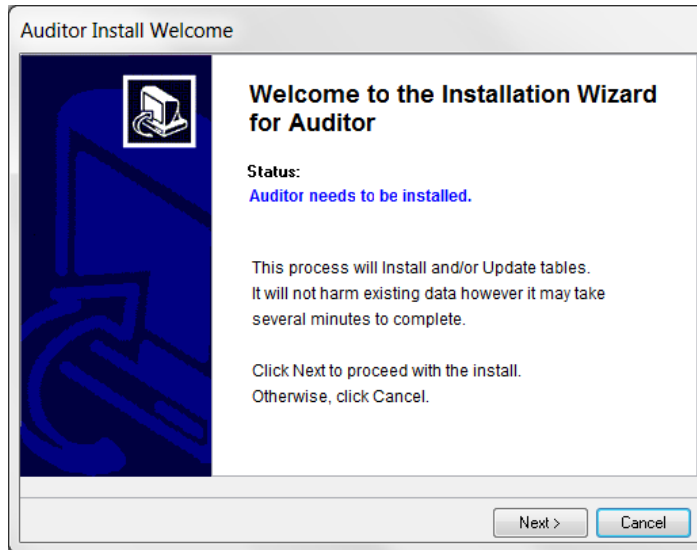 Auditor Install Welcome
Welcome to the Installation Wizard
for Auditor
Status:
Auditor needs to be installed.
This process will Install and/or Update tables.
It will not harm existing data however it may take
several minutes to complete.
Click Next to proceed with the install.
Otherwise, click Cancel.
Next >
Cancel